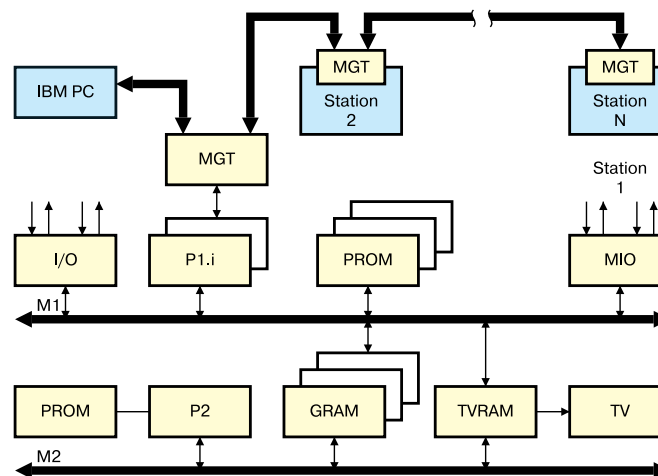 MGT
MGT
IBM PC
Station
2
Station
N
MGT
Station
1
I/O
P1.i
PROM
MIO
M1
PROM
P2
GRAM
TVRAM
TV
M2